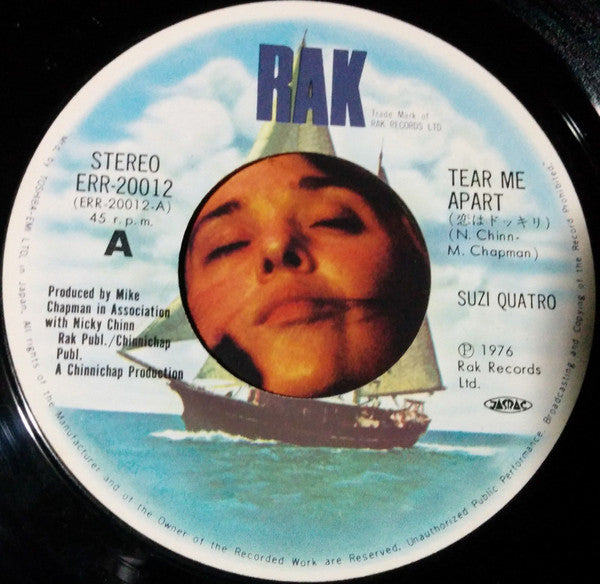 RAK
Trade Mark of
RAK RECORDS LTD
STEREO
ERR-20012
(ERR-20012-A)
45 r.p.m.
A
Produced by Mike
Chapman in Association
with Nicky Chinn
Rak Publ./Chinnichap
Publ.
A Chinnichap Production
TEAR ME
APART
(恋はドッキリ)
(N. Chinn-
M. Chapman)
SUZI QUATRO
Ⓟ 1976
Rak Records
Ltd.
JASRAC
Mfd. by TOSHIBA-EMI LTD. in Japan. All rights of the Manufacturer and of the Owner of the Recorded Work are Reserved. Unauthorized Public Performance Broadcasting and Copying of the Record Prohibited.